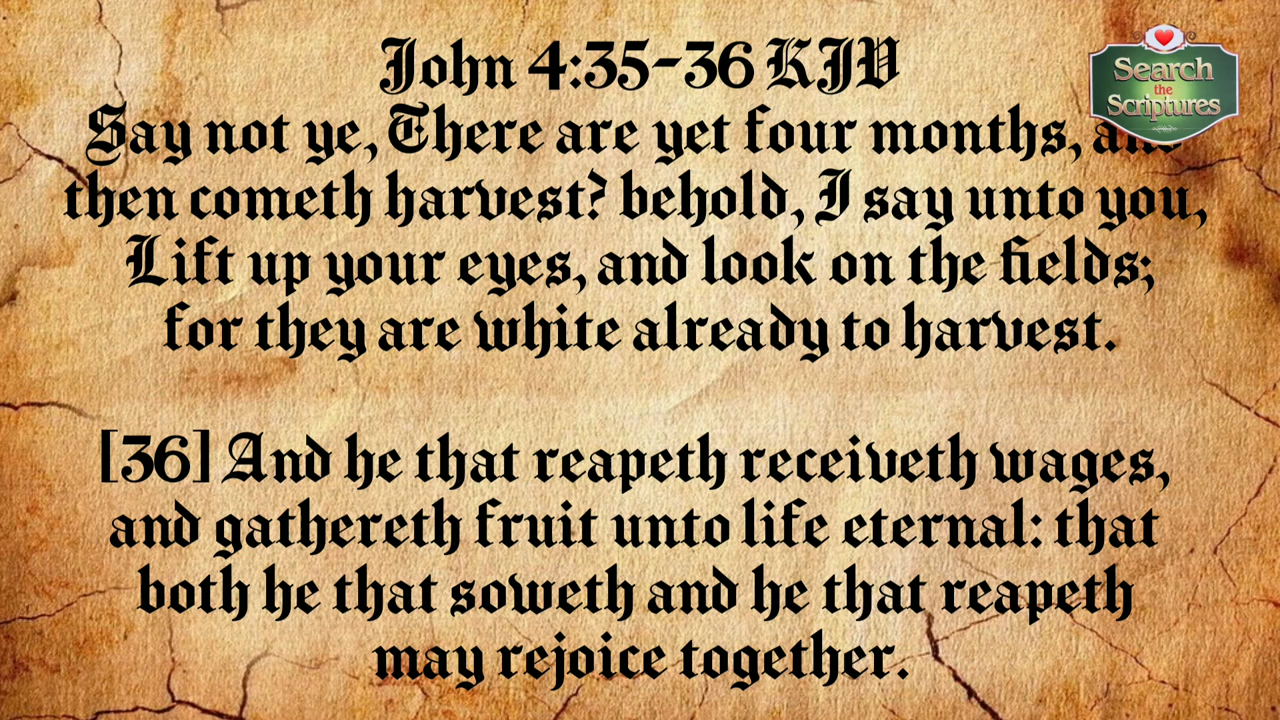 John 4:35-36 KJV
Say not ye, There are yet four months, and
then cometh harvest? behold, I say unto you,
Lift up your eyes, and look on the fields;
for they are white already to harvest.
[36] And he that reapeth receiveth wages,
and gathereth fruit unto life eternal: that
both he that soweth and he that reapeth
may rejoice together.
Search
the
Scriptures